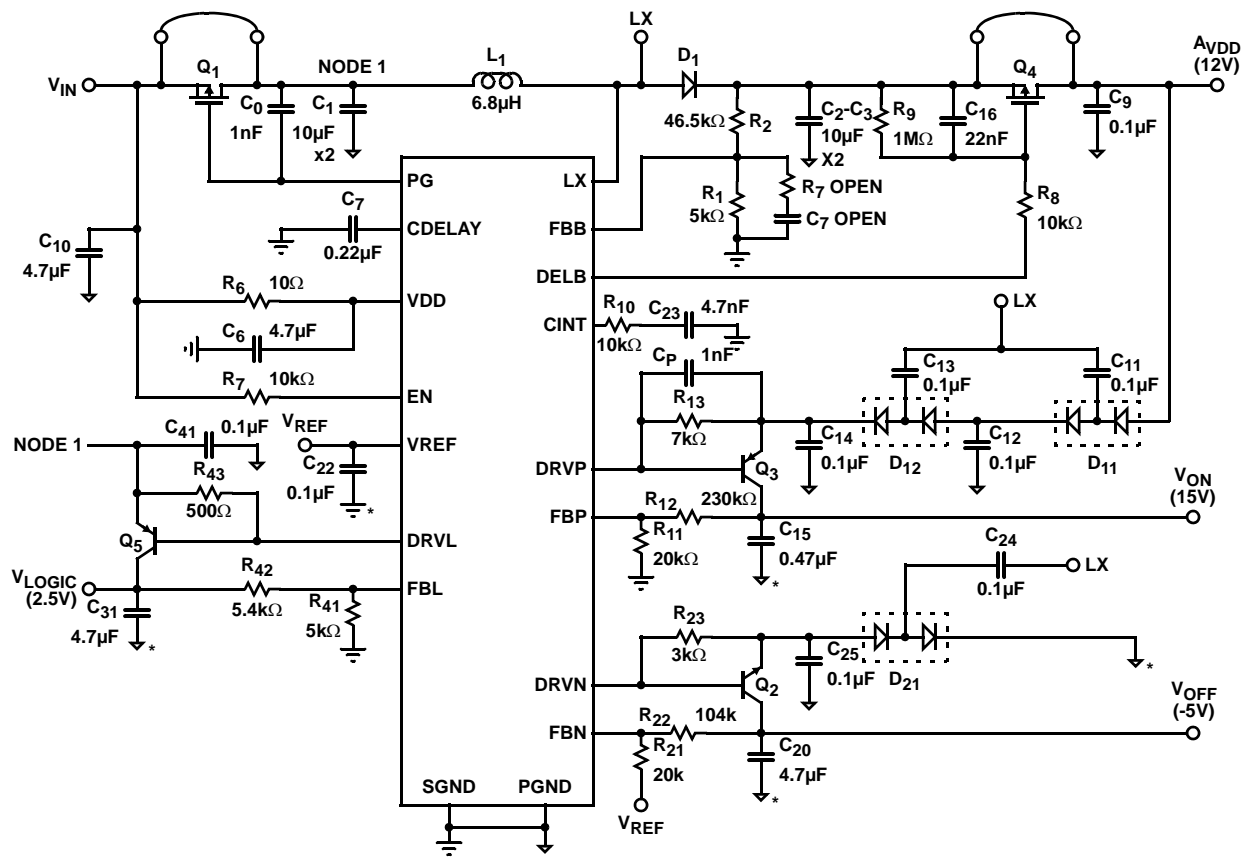 LX
Q1
NODE 1
L1
6.8µH
D1
Q4
AVDD
(12V)
VIN
C0
1nF
C1
10µF
x2
46.5kΩ
R2
C2-C3
10µF
X2
R9
1MΩ
C16
22nF
C9
0.1µF
PG
LX
R1
5kΩ
R7 OPEN
C7 OPEN
R8
10kΩ
C7
0.22µF
CDELAY
FBB
C10
4.7µF
DELB
R6
10Ω
VDD
C6
4.7µF
CINT
R10
10kΩ
C23
4.7nF
LX
CP
1nF
C13
0.1µF
C11
0.1µF
R7
10kΩ
EN
R13
7kΩ
NODE 1
C41
0.1µF
VREF
VREF
C22
0.1µF
*
R43
500Ω
DRVP
Q3
C14
0.1µF
D12
C12
0.1µF
D11
VON
(15V)
R12
230kΩ
FBP
R11
20kΩ
C15
0.47µF
*
Q5
DRVL
C24
0.1µF
LX
VLOGIC
(2.5V)
R42
5.4kΩ
FBL
C31
4.7µF
*
R41
5kΩ
R23
3kΩ
C25
0.1µF
D21
*
DRVN
Q2
VOFF
(-5V)
R22
104k
FBN
R21
20k
C20
4.7µF
*
SGND
PGND
VREF